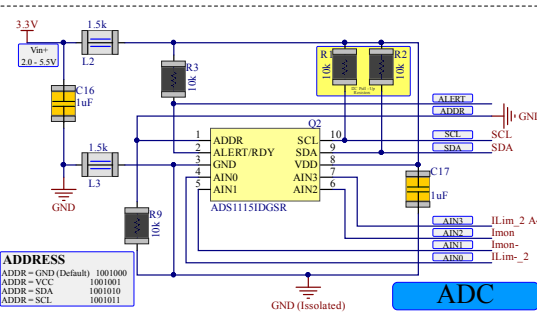 3.3V
Vin+
2.0 - 5.5V
1.5k
L2
C16
1uF
R3
10k
R1
10k
R2
10k
ALERT
ADDR
GND
SCL
SCL
SDA
SDA
Q2
1 ADDR SCL 10
2 ALERT/RDY SDA 9
3 GND VDD 8
4 AIN0 AIN3 7
5 AIN1 AIN2 6
ADS1115IDGSR
1.5k
L3
GND
C17
1uF
R9
10k
AIN3 ILim_2 A
AIN2 Imon
AIN1 Imon-
AIN0 ILim-_2
ADDRESS
ADDR = GND (Default) 1001000
ADDR = VCC 1001001
ADDR = SDA 1001010
ADDR = SCL 1001011
GND (Issolated)
ADC